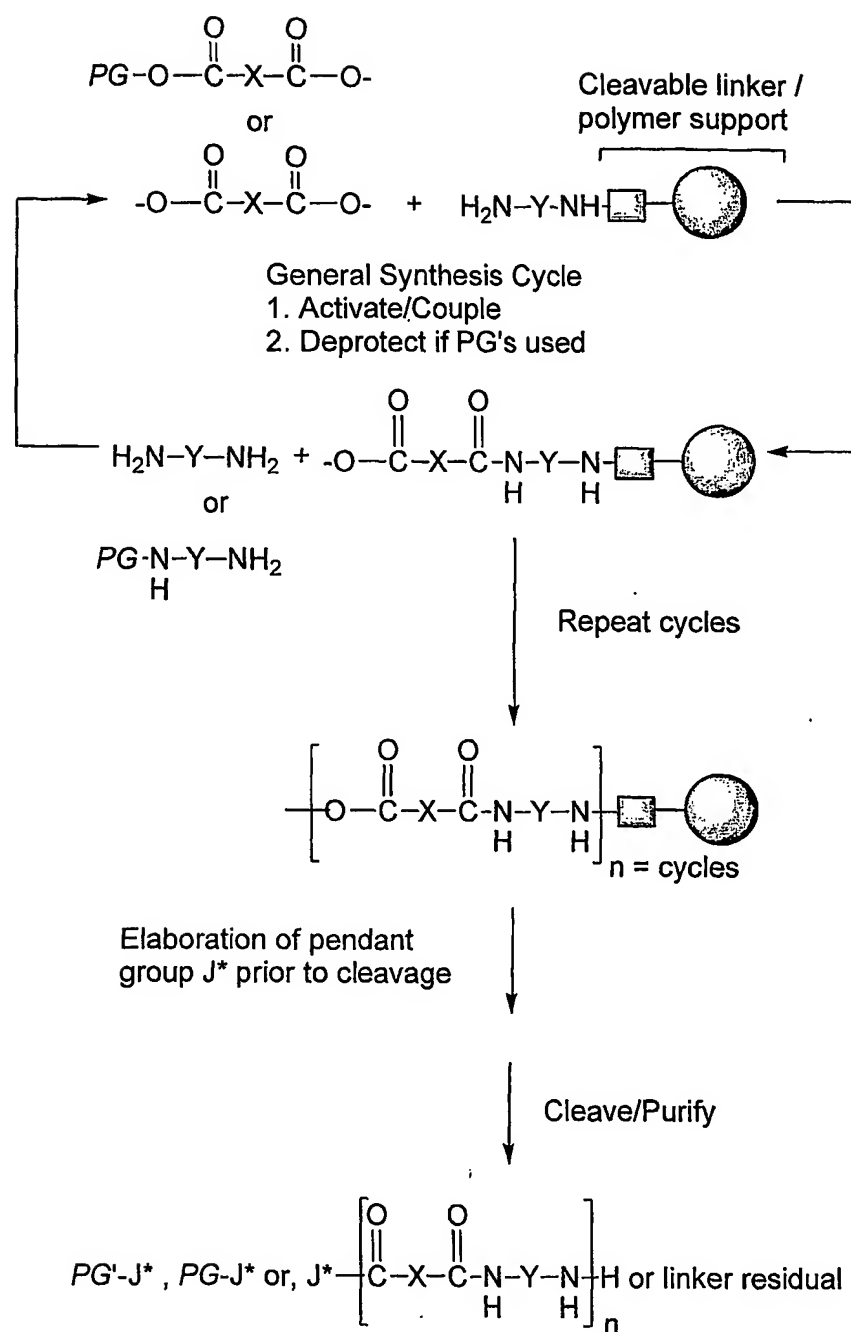 O O
PG-O-C-X-C-O-
or
Cleavable linker /
polymer support
O O
-O-C-X-C-O- + H₂N-Y-NH
General Synthesis Cycle
1. Activate/Couple
2. Deprotect if PG's used
O O
H₂N-Y-NH₂ + -O-C-X-C-N-Y-N
H H
or
PG-N-Y-NH₂
H
Repeat cycles
O O
O-C-X-C-N-Y-N
H H
n = cycles
Elaboration of pendant
group J* prior to cleavage
Cleave/Purify
O O
PG'-J* , PG-J* or, J*-C-X-C-N-Y-N-H or linker residual
H H
n